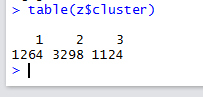 > table(z$cluster)
1 2 3
1264 3298 1124
>